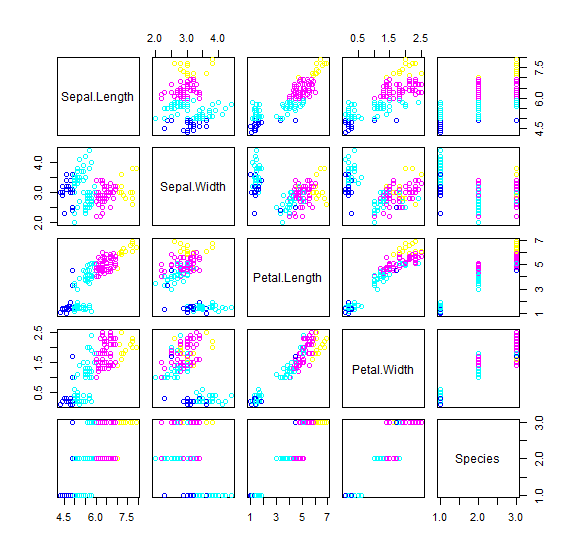 2.0 3.0 4.0
0.5 1.5 2.5
Sepal.Length
4.5 6.0 7.5
2.0 3.0 4.0
Sepal.Width
Petal.Length
1 3 5 7
0.5 1.5 2.5
Petal.Width
Species
1.0 2.0 3.0
4.5 6.0 7.5
1 3 5 7
1.0 2.0 3.0